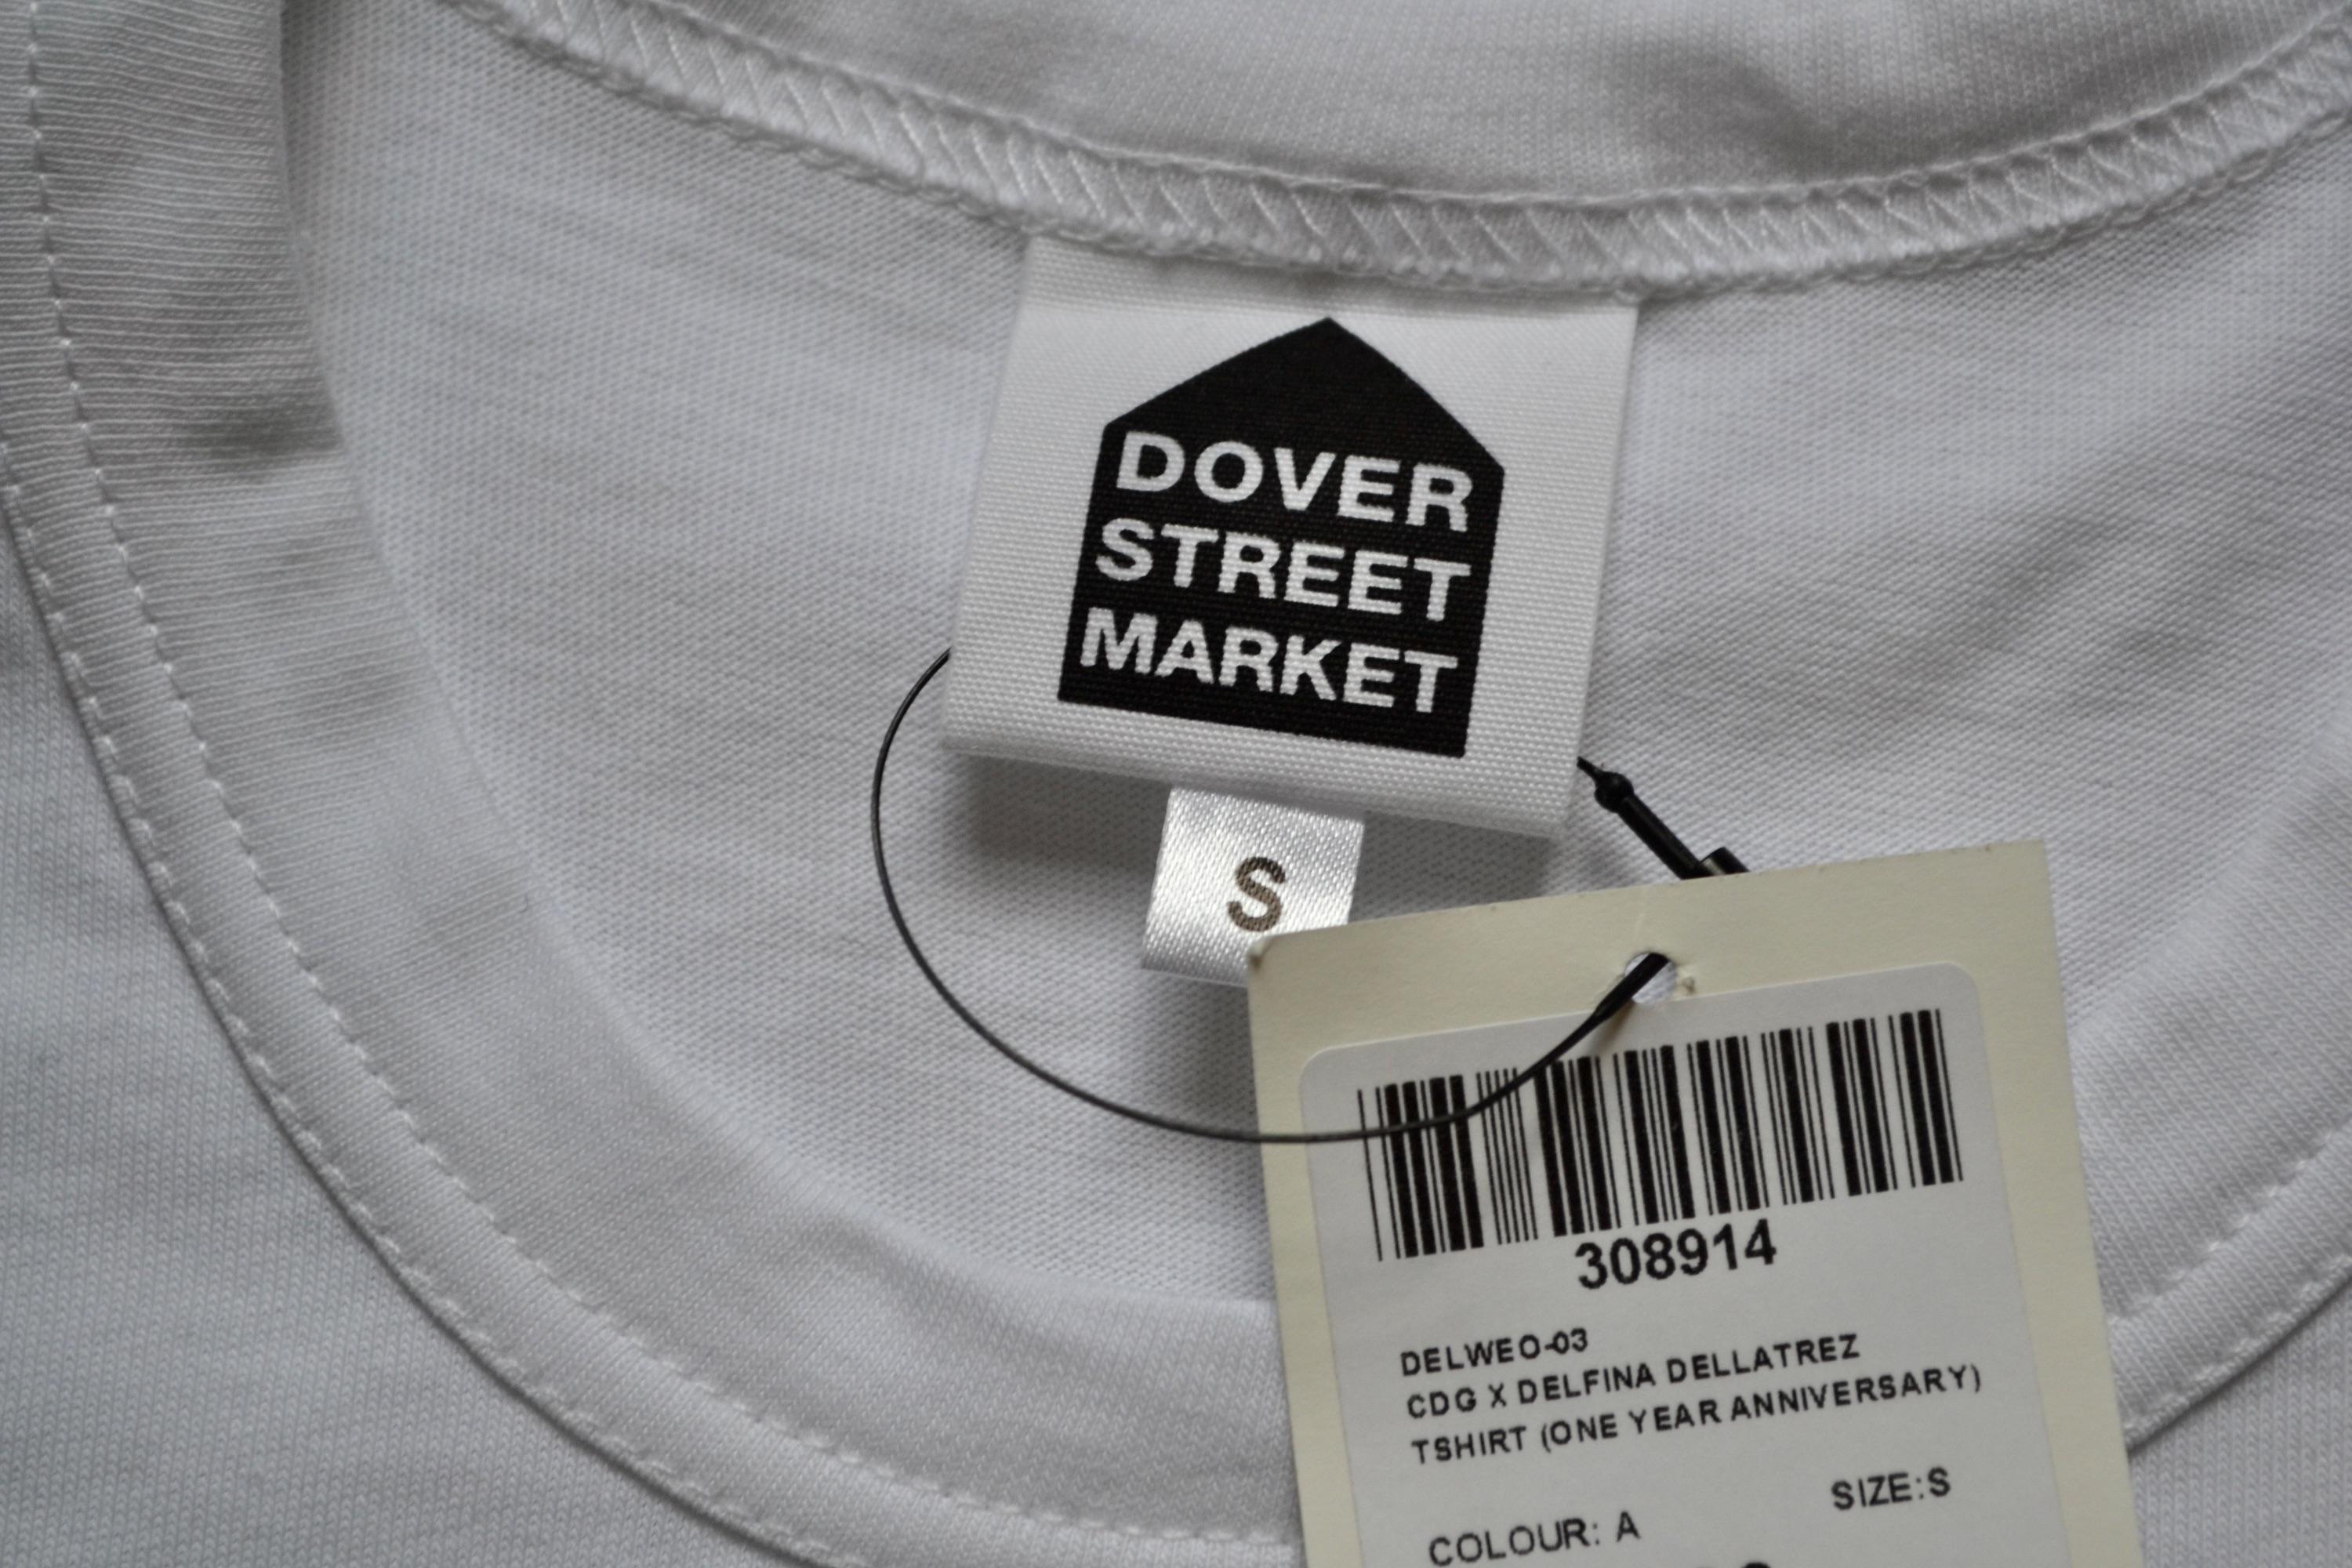 DOVER
STREET
MARKET
S
308914
DELWEO-03
CDG X DELFINA DELLATREZ
TSHIRT (ONE YEAR ANNIVERSARY)
SIZE:S
COLOUR: A